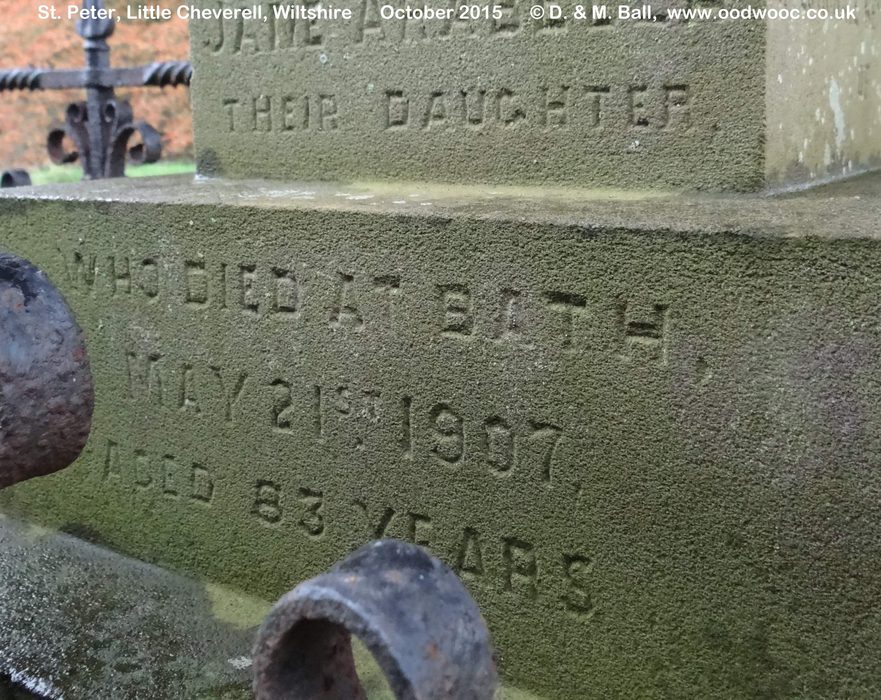 St. Peter, Little Cheverell, Wiltshire October 2015 © D. & M. Ball, www.oodwooc.co.uk
JANE
THEIR DAUGHTER
WHO DIED AT BATH,
MAY 21ST. 1907,
AGED 83 YEARS